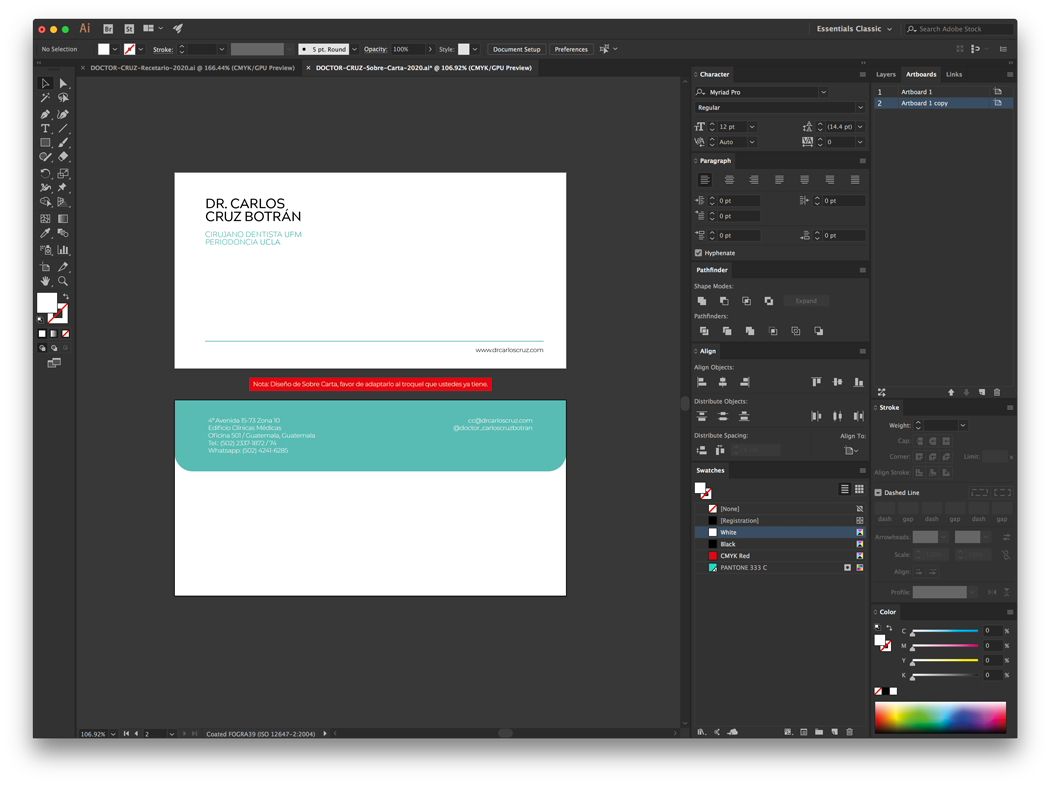 Ai Br St
Essentials Classic
Search Adobe Stock
No Selection Stroke: 5 pt. Round Opacity: 100% Style: Document Setup Preferences
× DOCTOR-CRUZ-Recetario-2020.ai @ 166.44% (CMYK/GPU Preview) × DOCTOR-CRUZ-Sobre-Carta-2020.ai* @ 106.92% (CMYK/GPU Preview)
DR. CARLOS
CRUZ BOTRÁN
CIRUJANO DENTISTA UFM
PERIODONCIA UCLA
www.drcarloscruz.com
Nota: Diseño de Sobre Carta, favor de adaptarlo al troquel que ustedes ya tiene.
4ª Avenida 15-73 Zona 10
Edificio Clínicas Médicas
Oficina 501 / Guatemala, Guatemala
Tel.: (502) 2337-1872 / 74
Whatsapp: (502) 4241-6285
cc@drcarloscruz.com
@doctor_carloscruzbotran
106.92% 2 Coated FOGRA39 (ISO 12647-2:2004)
Character
Myriad Pro
Regular
12 pt (14.4 pt)
Auto 0
Paragraph
0 pt 0 pt
0 pt
0 pt 0 pt
Hyphenate
Pathfinder
Shape Modes:
Expand
Pathfinders:
Align
Align Objects:
Distribute Objects:
Distribute Spacing: Align To:
Swatches
[None]
[Registration]
White
Black
CMYK Red
PANTONE 333 C
Layers Artboards Links
1 Artboard 1
2 Artboard 1 copy
2 Artboards
Stroke
Weight:
Cap:
Corner: Limit:
Align Stroke:
Dashed Line
dash gap dash gap dash gap
Arrowheads:
Scale:
Align:
Profile:
Color
C 0 %
M 0 %
Y 0 %
K 0 %